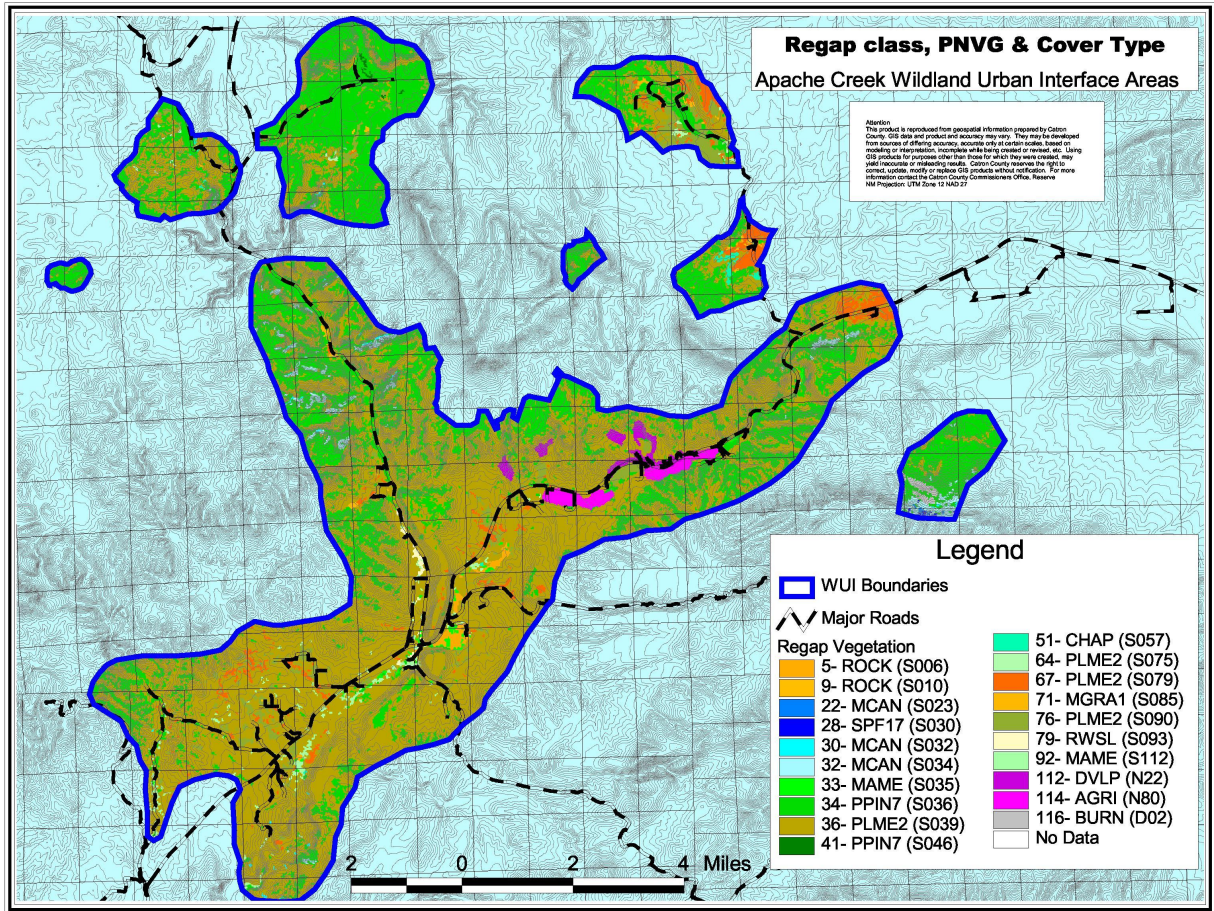 Regap class, PNVG & Cover Type
Apache Creek Wildland Urban Interface Areas
Attention
This product is reproduced from geospatial information prepared by Catron
County. GIS data and product and accuracy may vary. They may be developed
from sources of differing accuracy, accurate only at certain scales, based on
modeling or interpretation, incomplete while being created or revised, etc. Using
GIS products for purposes other than those for which they were created, may
yield inaccurate or misleading results. Catron County reserves the right to
correct, update, modify or replace GIS products without notification. For more
information contact the Catron County Commissioners Office, Reserve
NM Projection: UTM Zone 12 NAD 27
Legend
WUI Boundaries
Major Roads
Regap Vegetation
5- ROCK (S006)
9- ROCK (S010)
22- MCAN (S023)
28- SPF17 (S030)
30- MCAN (S032)
32- MCAN (S034)
33- MAME (S035)
34- PPIN7 (S036)
36- PLME2 (S039)
41- PPIN7 (S046)
51- CHAP (S057)
64- PLME2 (S075)
67- PLME2 (S079)
71- MGRA1 (S085)
76- PLME2 (S090)
79- RWSL (S093)
92- MAME (S112)
112- DVLP (N22)
114- AGRI (N80)
116- BURN (D02)
No Data
2 0 2 4 Miles